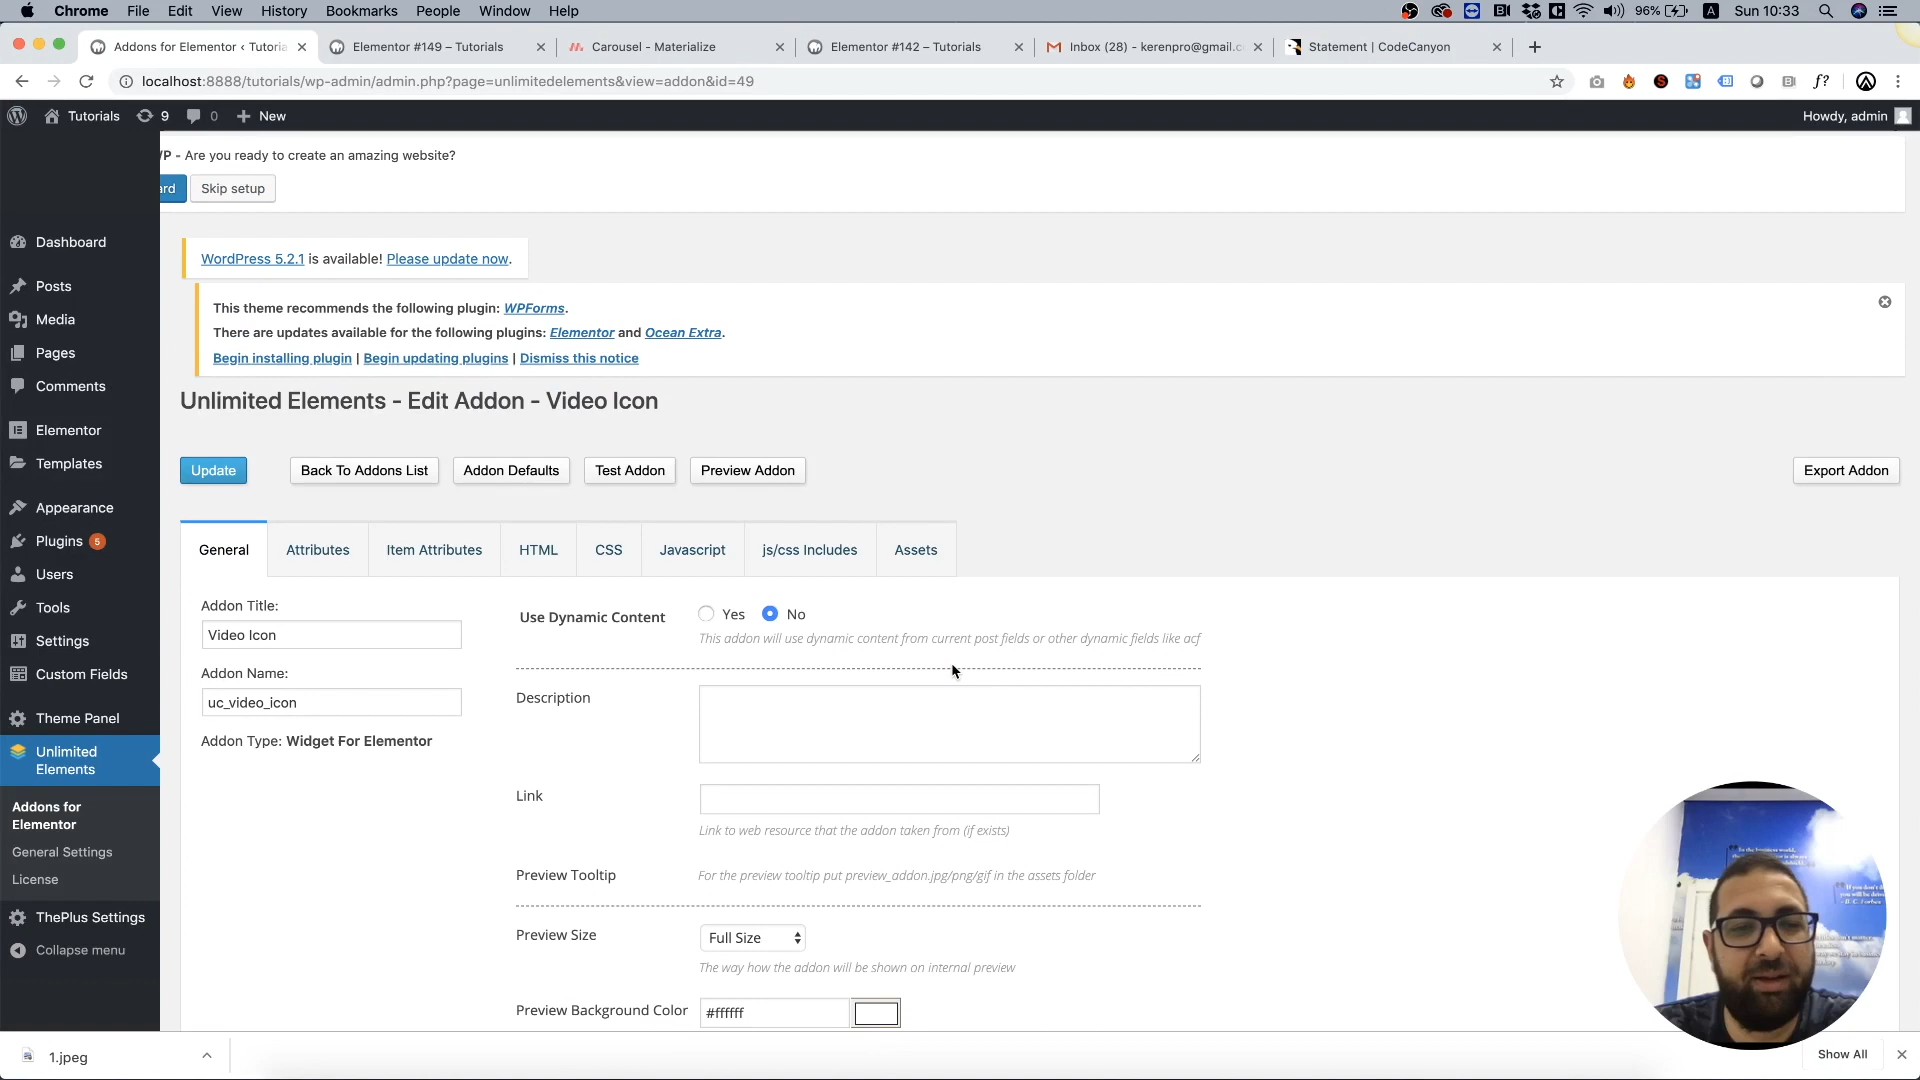 Chrome File Edit View History Bookmarks People Window Help 96% A Sun 10:33
Addons for Elementor ‹ Tutoria Elementor #149 – Tutorials Carousel - Materialize Elementor #142 – Tutorials Inbox (28) - kerenpro@gmail.c Statement | CodeCanyon
localhost:8888/tutorials/wp-admin/admin.php?page=unlimitedelements&view=addon&id=49 f?
Tutorials 9 0 New Howdy, admin
VP - Are you ready to create an amazing website?
ard Skip setup
Dashboard
Posts
Media
Pages
Comments
Elementor
Templates
Appearance
Plugins 5
Users
Tools
Settings
Custom Fields
Theme Panel
Unlimited
Elements
Addons for
Elementor
General Settings
License
ThePlus Settings
Collapse menu
WordPress 5.2.1 is available! Please update now.
This theme recommends the following plugin: WPForms.
There are updates available for the following plugins: Elementor and Ocean Extra.
Begin installing plugin | Begin updating plugins | Dismiss this notice
Unlimited Elements - Edit Addon - Video Icon
Update Back To Addons List Addon Defaults Test Addon Preview Addon Export Addon
General Attributes Item Attributes HTML CSS Javascript js/css Includes Assets
Addon Title:
Video Icon
Addon Name:
uc_video_icon
Addon Type: Widget For Elementor
Use Dynamic Content Yes No
This addon will use dynamic content from current post fields or other dynamic fields like acf
Description
Link
Link to web resource that the addon taken from (if exists)
Preview Tooltip For the preview tooltip put preview_addon.jpg/png/gif in the assets folder
Preview Size Full Size
The way how the addon will be shown on internal preview
Preview Background Color #ffffff
1.jpeg Show All